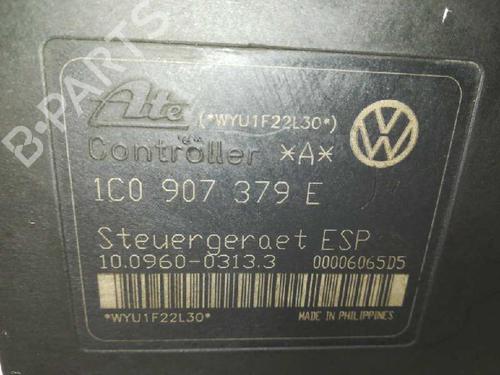 B-PARTS
Ate (*WYU1F22L30*)
Controller *A*
1C0 907 379 E
Steuergeraet ESP
10.0960-0313.3 00006065D5
*WYU1F22L30* MADE IN PHILIPPINES